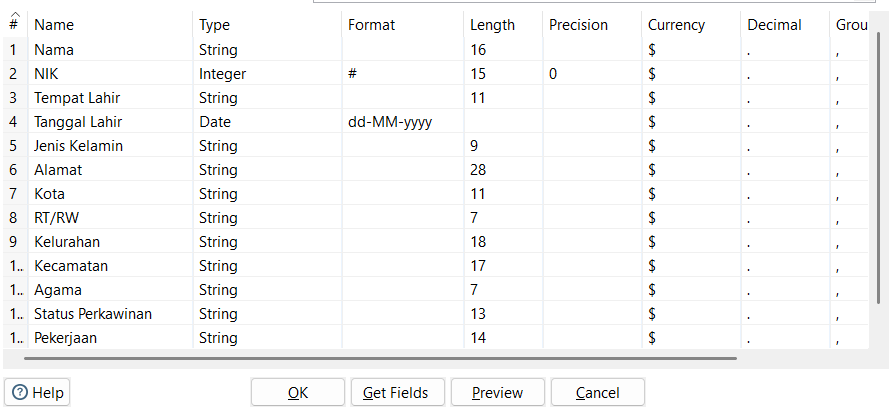 # Name Type Format Length Precision Currency Decimal Grou
1 Nama String 16 $ . ,
2 NIK Integer # 15 0 $ . ,
3 Tempat Lahir String 11 $ . ,
4 Tanggal Lahir Date dd-MM-yyyy $ . ,
5 Jenis Kelamin String 9 $ . ,
6 Alamat String 28 $ . ,
7 Kota String 11 $ . ,
8 RT/RW String 7 $ . ,
9 Kelurahan String 18 $ . ,
1.. Kecamatan String 17 $ . ,
1.. Agama String 7 $ . ,
1.. Status Perkawinan String 13 $ . ,
1.. Pekerjaan String 14 $ . ,
Help OK Get Fields Preview Cancel